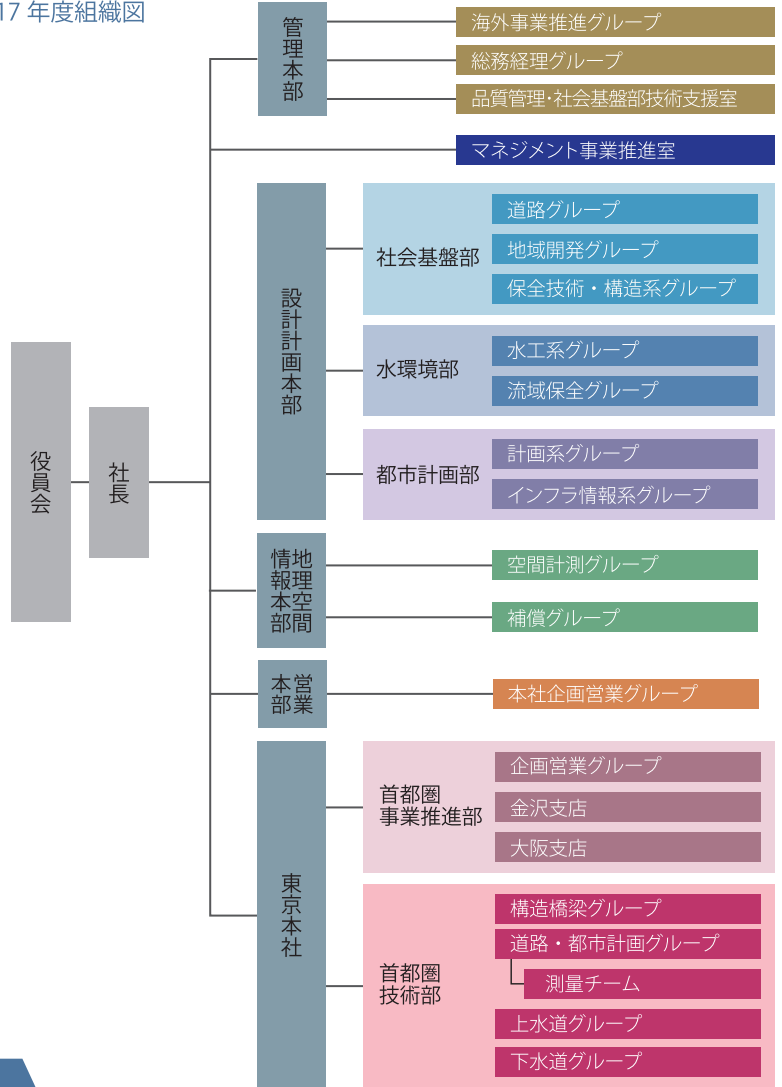 17 年度組織図
役員会
社長
管理本部
海外事業推進グループ
総務経理グループ
品質管理・社会基盤部技術支援室
マネジメント事業推進室
設計計画本部
社会基盤部
道路グループ
地域開発グループ
保全技術・構造系グループ
水環境部
水工系グループ
流域保全グループ
都市計画部
計画系グループ
インフラ情報系グループ
地理空間
情報本部
空間計測グループ
補償グループ
営業
本部
本社企画営業グループ
東京本社
首都圏
事業推進部
企画営業グループ
金沢支店
大阪支店
首都圏
技術部
構造橋梁グループ
道路・都市計画グループ
測量チーム
上水道グループ
下水道グループ